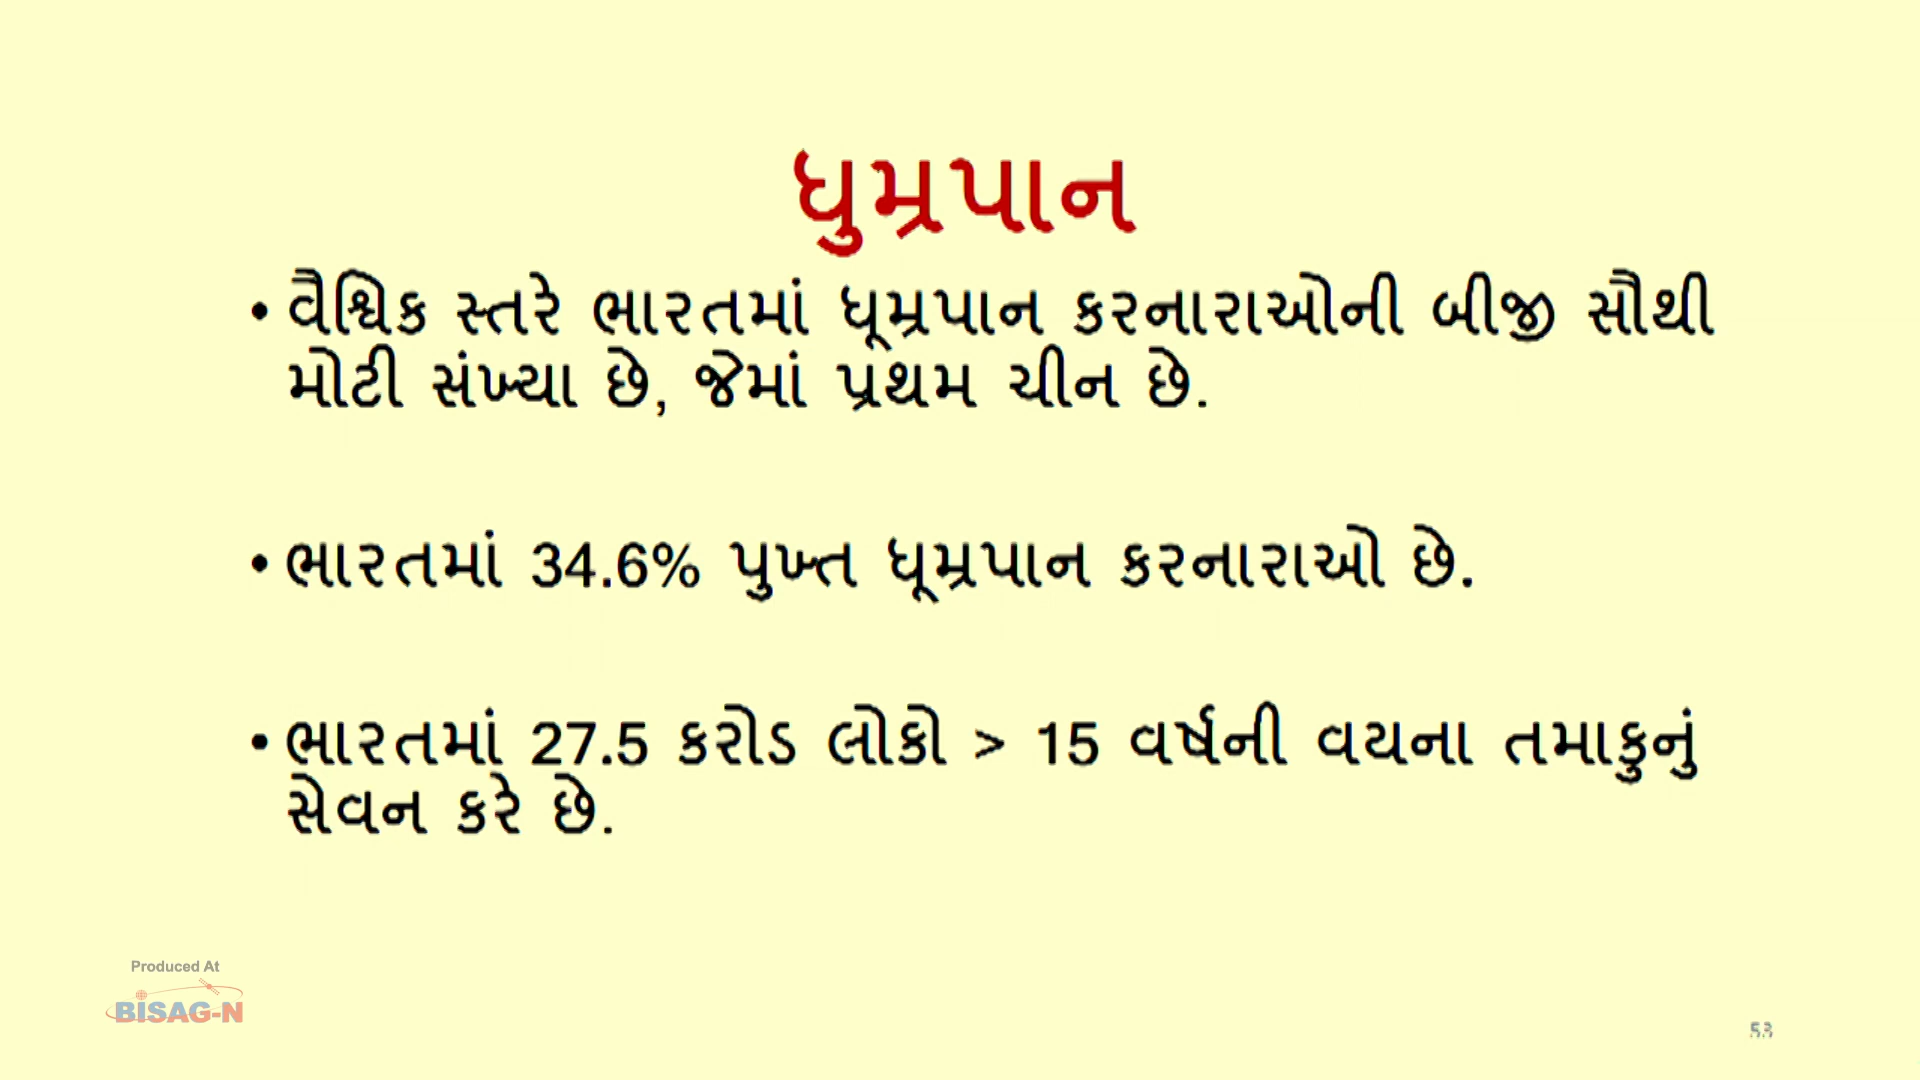 ધુમ્રપાન
• વૈશ્વિક સ્તરે ભારતમાં ધૂમ્રપાન કરનારાઓની બીજી સૌથી
મોટી સંખ્યા છે, જેમાં પ્રથમ ચીન છે.
• ભારતમાં 34.6% પુખ્ત ધૂમ્રપાન કરનારાઓ છે.
• ભારતમાં 27.5 કરોડ લોકો > 15 વર્ષની વયના તમાકુનું
સેવન કરે છે.
Produced At
BISAG-N
53